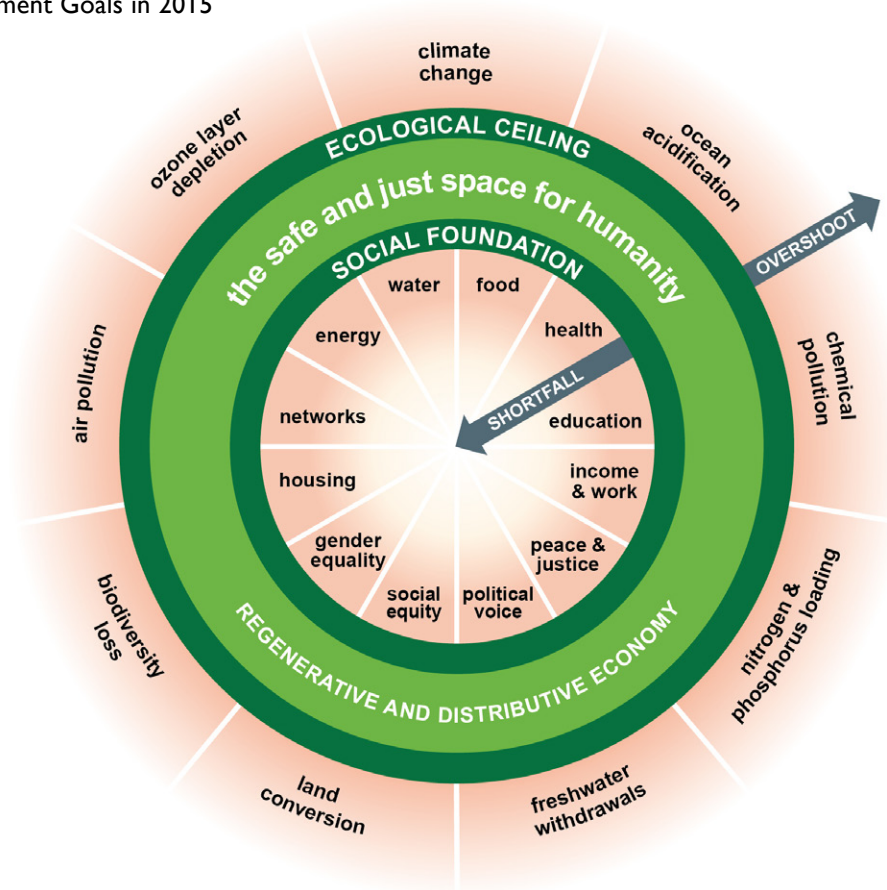 ment Goals in 2015
climate
change
ozone layer
depletion
ocean
acidification
ECOLOGICAL CEILING
the safe and just space for humanity
OVERSHOOT
SOCIAL FOUNDATION
water
food
energy
health
air pollution
chemical
pollution
SHORTFALL
networks
education
housing
income
& work
gender
equality
peace &
justice
social
equity
political
voice
biodiversity
loss
nitrogen &
phosphorus loading
REGENERATIVE AND DISTRIBUTIVE ECONOMY
land
conversion
freshwater
withdrawals